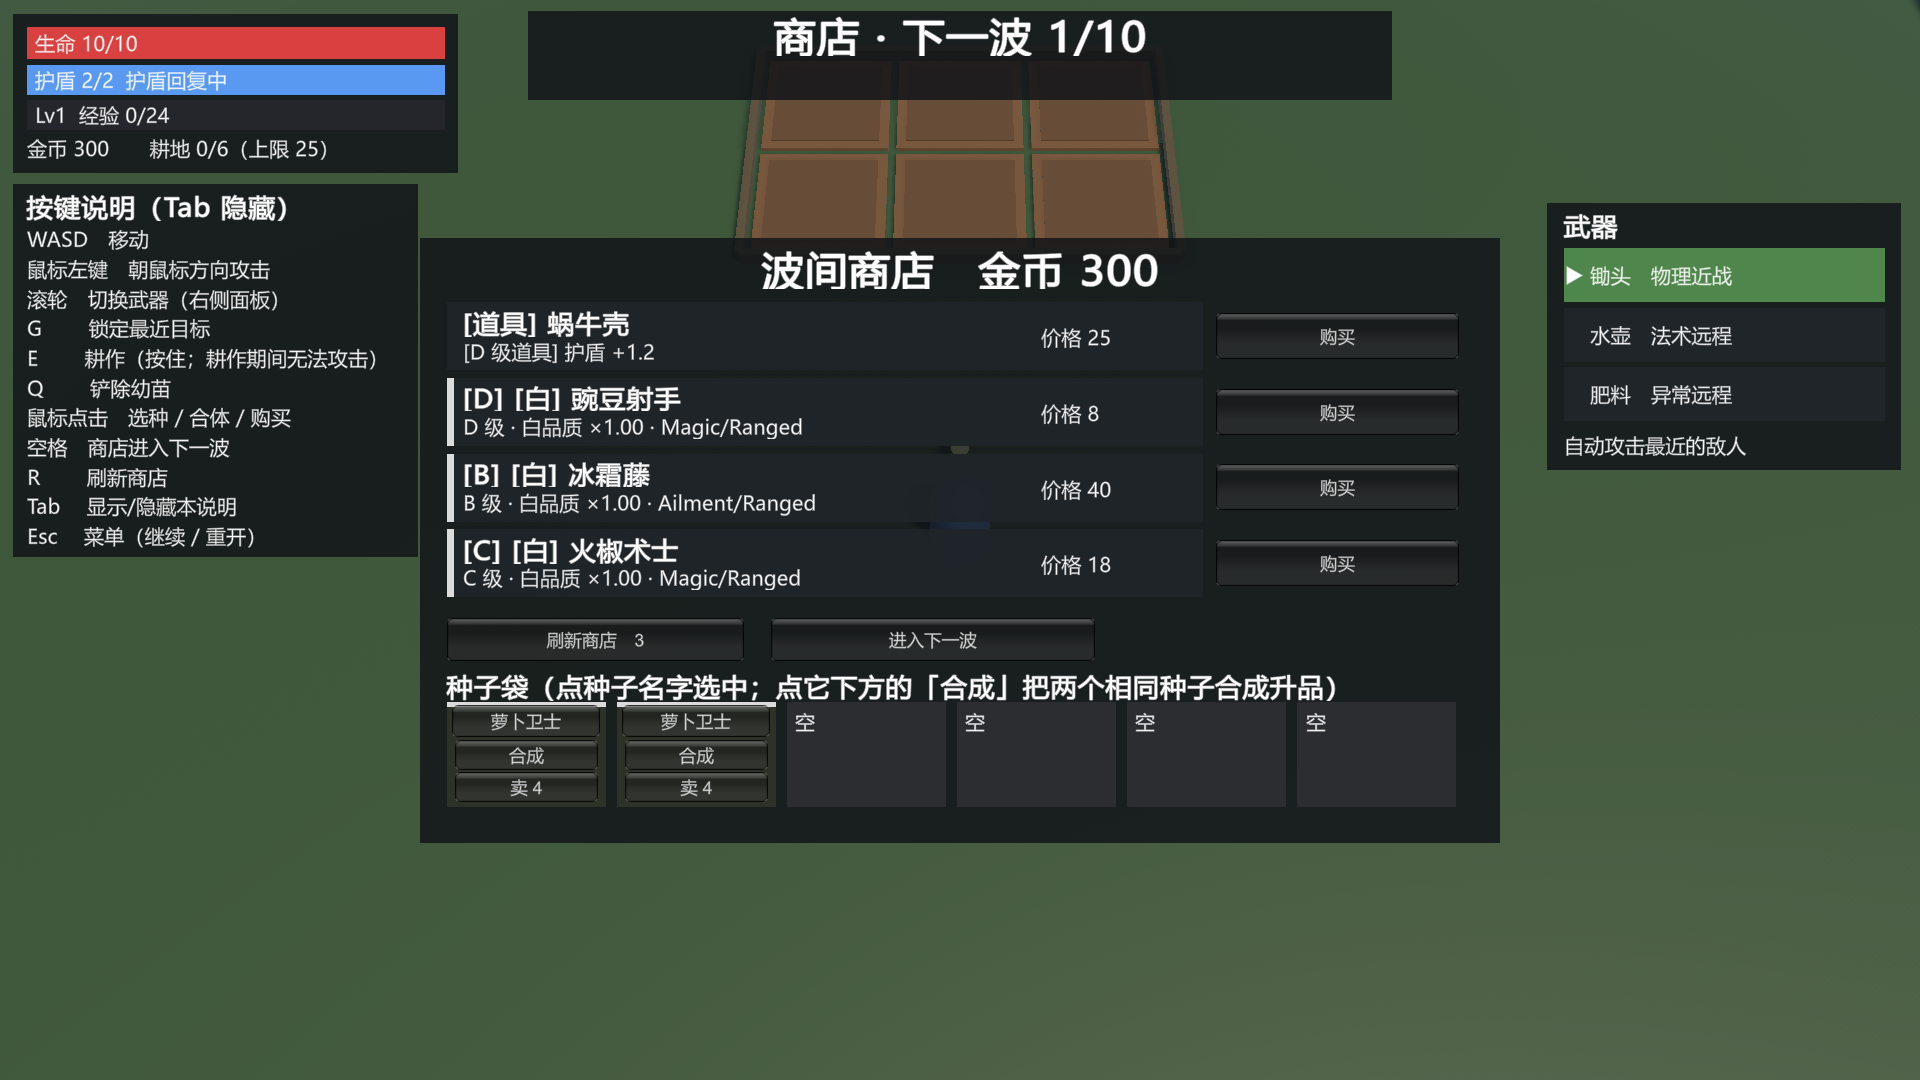 生命 10/10
护盾 2/2 护盾回复中
Lv1 经验 0/24
金币 300 耕地 0/6（上限 25）
商店 · 下一波 1/10
按键说明（Tab 隐藏）
WASD 移动
鼠标左键 朝鼠标方向攻击
滚轮 切换武器（右侧面板）
G 锁定最近目标
E 耕作（按住；耕作期间无法攻击）
Q 铲除幼苗
鼠标点击 选种 / 合体 / 购买
空格 商店进入下一波
R 刷新商店
Tab 显示/隐藏本说明
Esc 菜单（继续 / 重开）
波间商店 金币 300
[道具] 蜗牛壳
[D 级道具] 护盾 +1.2
价格 25
购买
[D] [白] 豌豆射手
D 级 · 白品质 ×1.00 · Magic/Ranged
价格 8
购买
[B] [白] 冰霜藤
B 级 · 白品质 ×1.00 · Ailment/Ranged
价格 40
购买
[C] [白] 火椒术士
C 级 · 白品质 ×1.00 · Magic/Ranged
价格 18
购买
刷新商店 3
进入下一波
种子袋（点种子名字选中；点它下方的「合成」把两个相同种子合成升品）
萝卜卫士
合成
卖 4
萝卜卫士
合成
卖 4
空
空
空
空
武器
▶ 锄头 物理近战
水壶 法术远程
肥料 异常远程
自动攻击最近的敌人